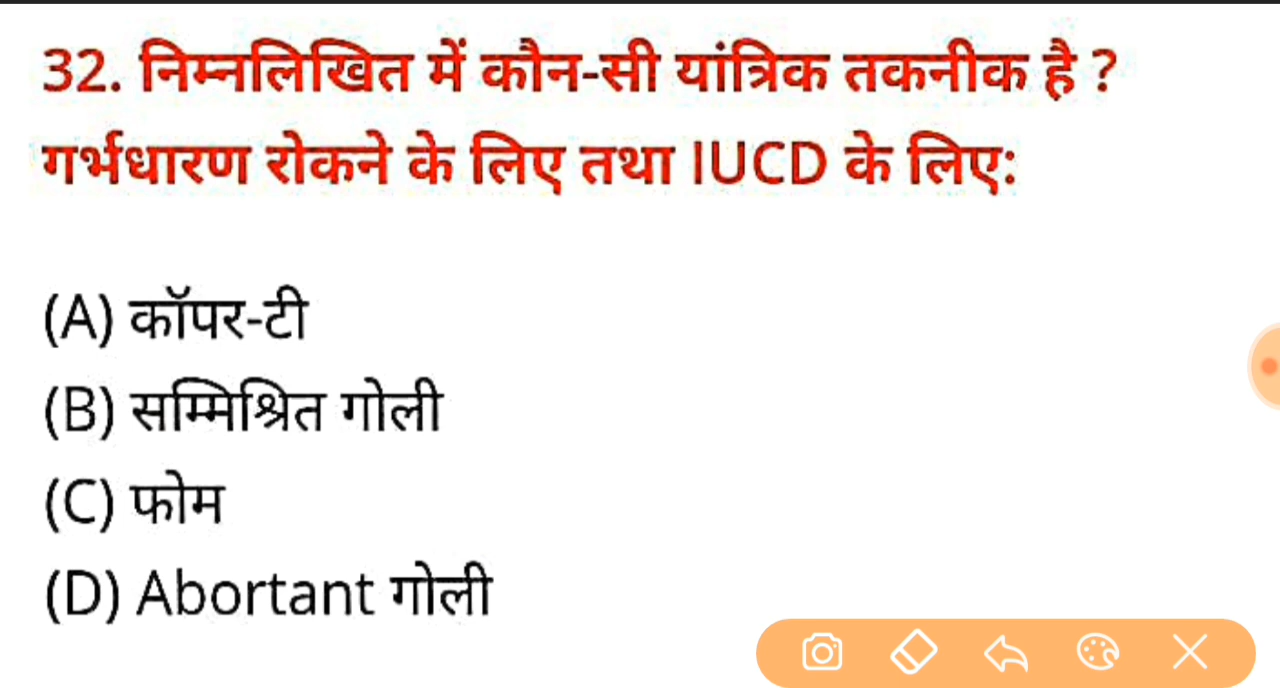 32. निम्नलिखित में कौन-सी यांत्रिक तकनीक है ?
गर्भधारण रोकने के लिए तथा IUCD के लिए:
(A) कॉपर-टी
(B) सम्मिश्रित गोली
(C) फोम
(D) Abortant गोली